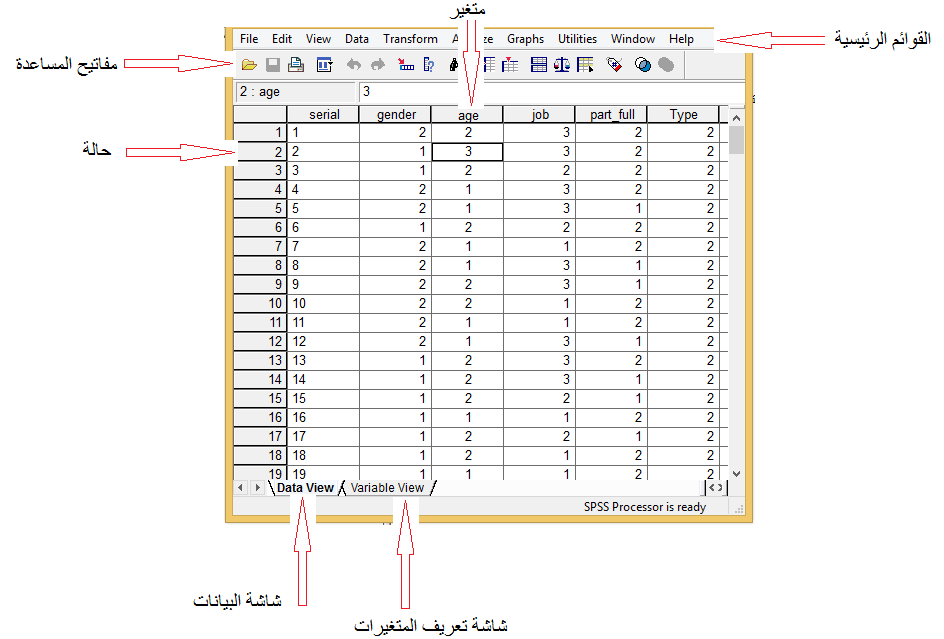 متغير
File Edit View Data Transform Graphs Utilities Window Help
القوائم الرئيسية
مفاتيح المساعدة
2 : age 3
serial gender age job part_full Type
1 1 2 2 3 2 2
حالة
2 2 1 3 3 2 2
3 3 1 2 2 2 2
4 4 2 1 3 2 2
5 5 2 1 3 1 2
6 6 1 2 2 2 2
7 7 2 1 1 2 2
8 8 2 1 3 1 2
9 9 2 2 3 1 2
10 10 2 2 1 2 2
11 11 2 1 1 2 2
12 12 2 1 3 1 2
13 13 1 2 3 2 2
14 14 1 2 3 1 2
15 15 1 2 2 1 2
16 16 1 1 1 2 2
17 17 1 2 2 1 2
18 18 1 2 1 2 2
19 19 1 1 1 2 2
Data View Variable View
SPSS Processor is ready
شاشة البيانات
شاشة تعريف المتغيرات